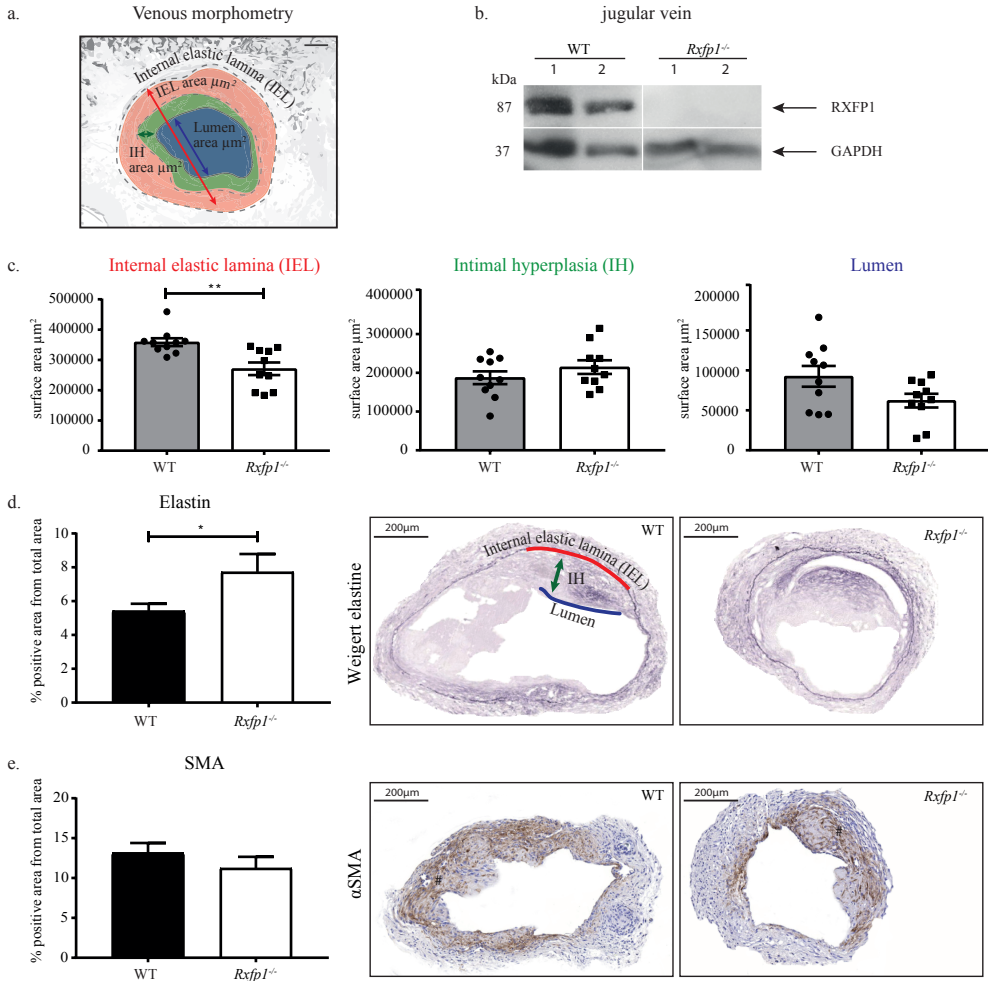 a.
Venous morphometry
Internal elastic lamina (IEL)
IEL area µm²
Lumen
area µm²
IH
area µm²
b.
jugular vein
WT
Rxfp1⁻/⁻
kDa
1
2
1
2
87
RXFP1
37
GAPDH
c.
Internal elastic lamina (IEL)
surface area µm²
500000
400000
300000
200000
100000
0
**
WT
Rxfp1⁻/⁻
Intimal hyperplasia (IH)
surface area µm²
400000
300000
200000
100000
0
WT
Rxfp1⁻/⁻
Lumen
surface area µm²
200000
150000
100000
50000
0
WT
Rxfp1⁻/⁻
d.
Elastin
% positive area from total area
10
8
6
4
2
0
*
WT
Rxfp1⁻/⁻
Weigert elastine
200µm
WT
Internal elastic lamina (IEL)
IH
Lumen
200µm
Rxfp1⁻/⁻
e.
SMA
% positive area from total area
20
15
10
5
0
WT
Rxfp1⁻/⁻
αSMA
200µm
WT
#
200µm
Rxfp1⁻/⁻
#